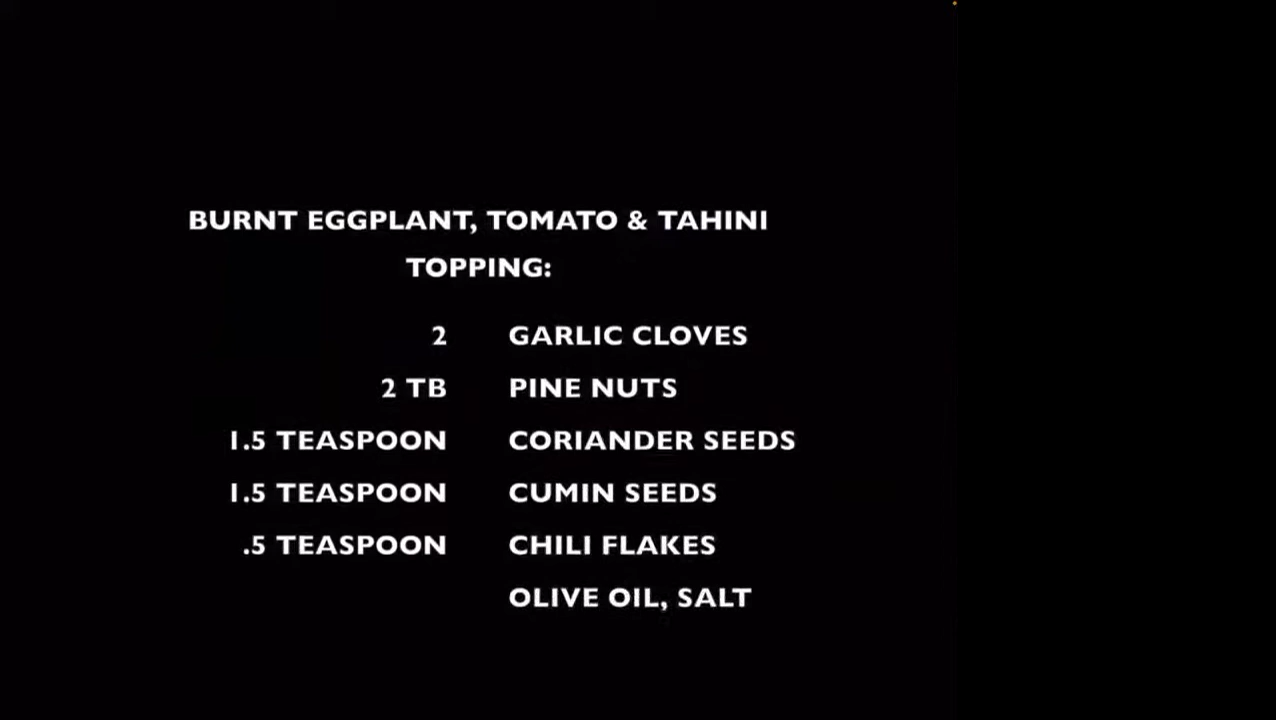 BURNT EGGPLANT, TOMATO & TAHINI
TOPPING:
2 GARLIC CLOVES
2 TB PINE NUTS
1.5 TEASPOON CORIANDER SEEDS
1.5 TEASPOON CUMIN SEEDS
.5 TEASPOON CHILI FLAKES
OLIVE OIL, SALT